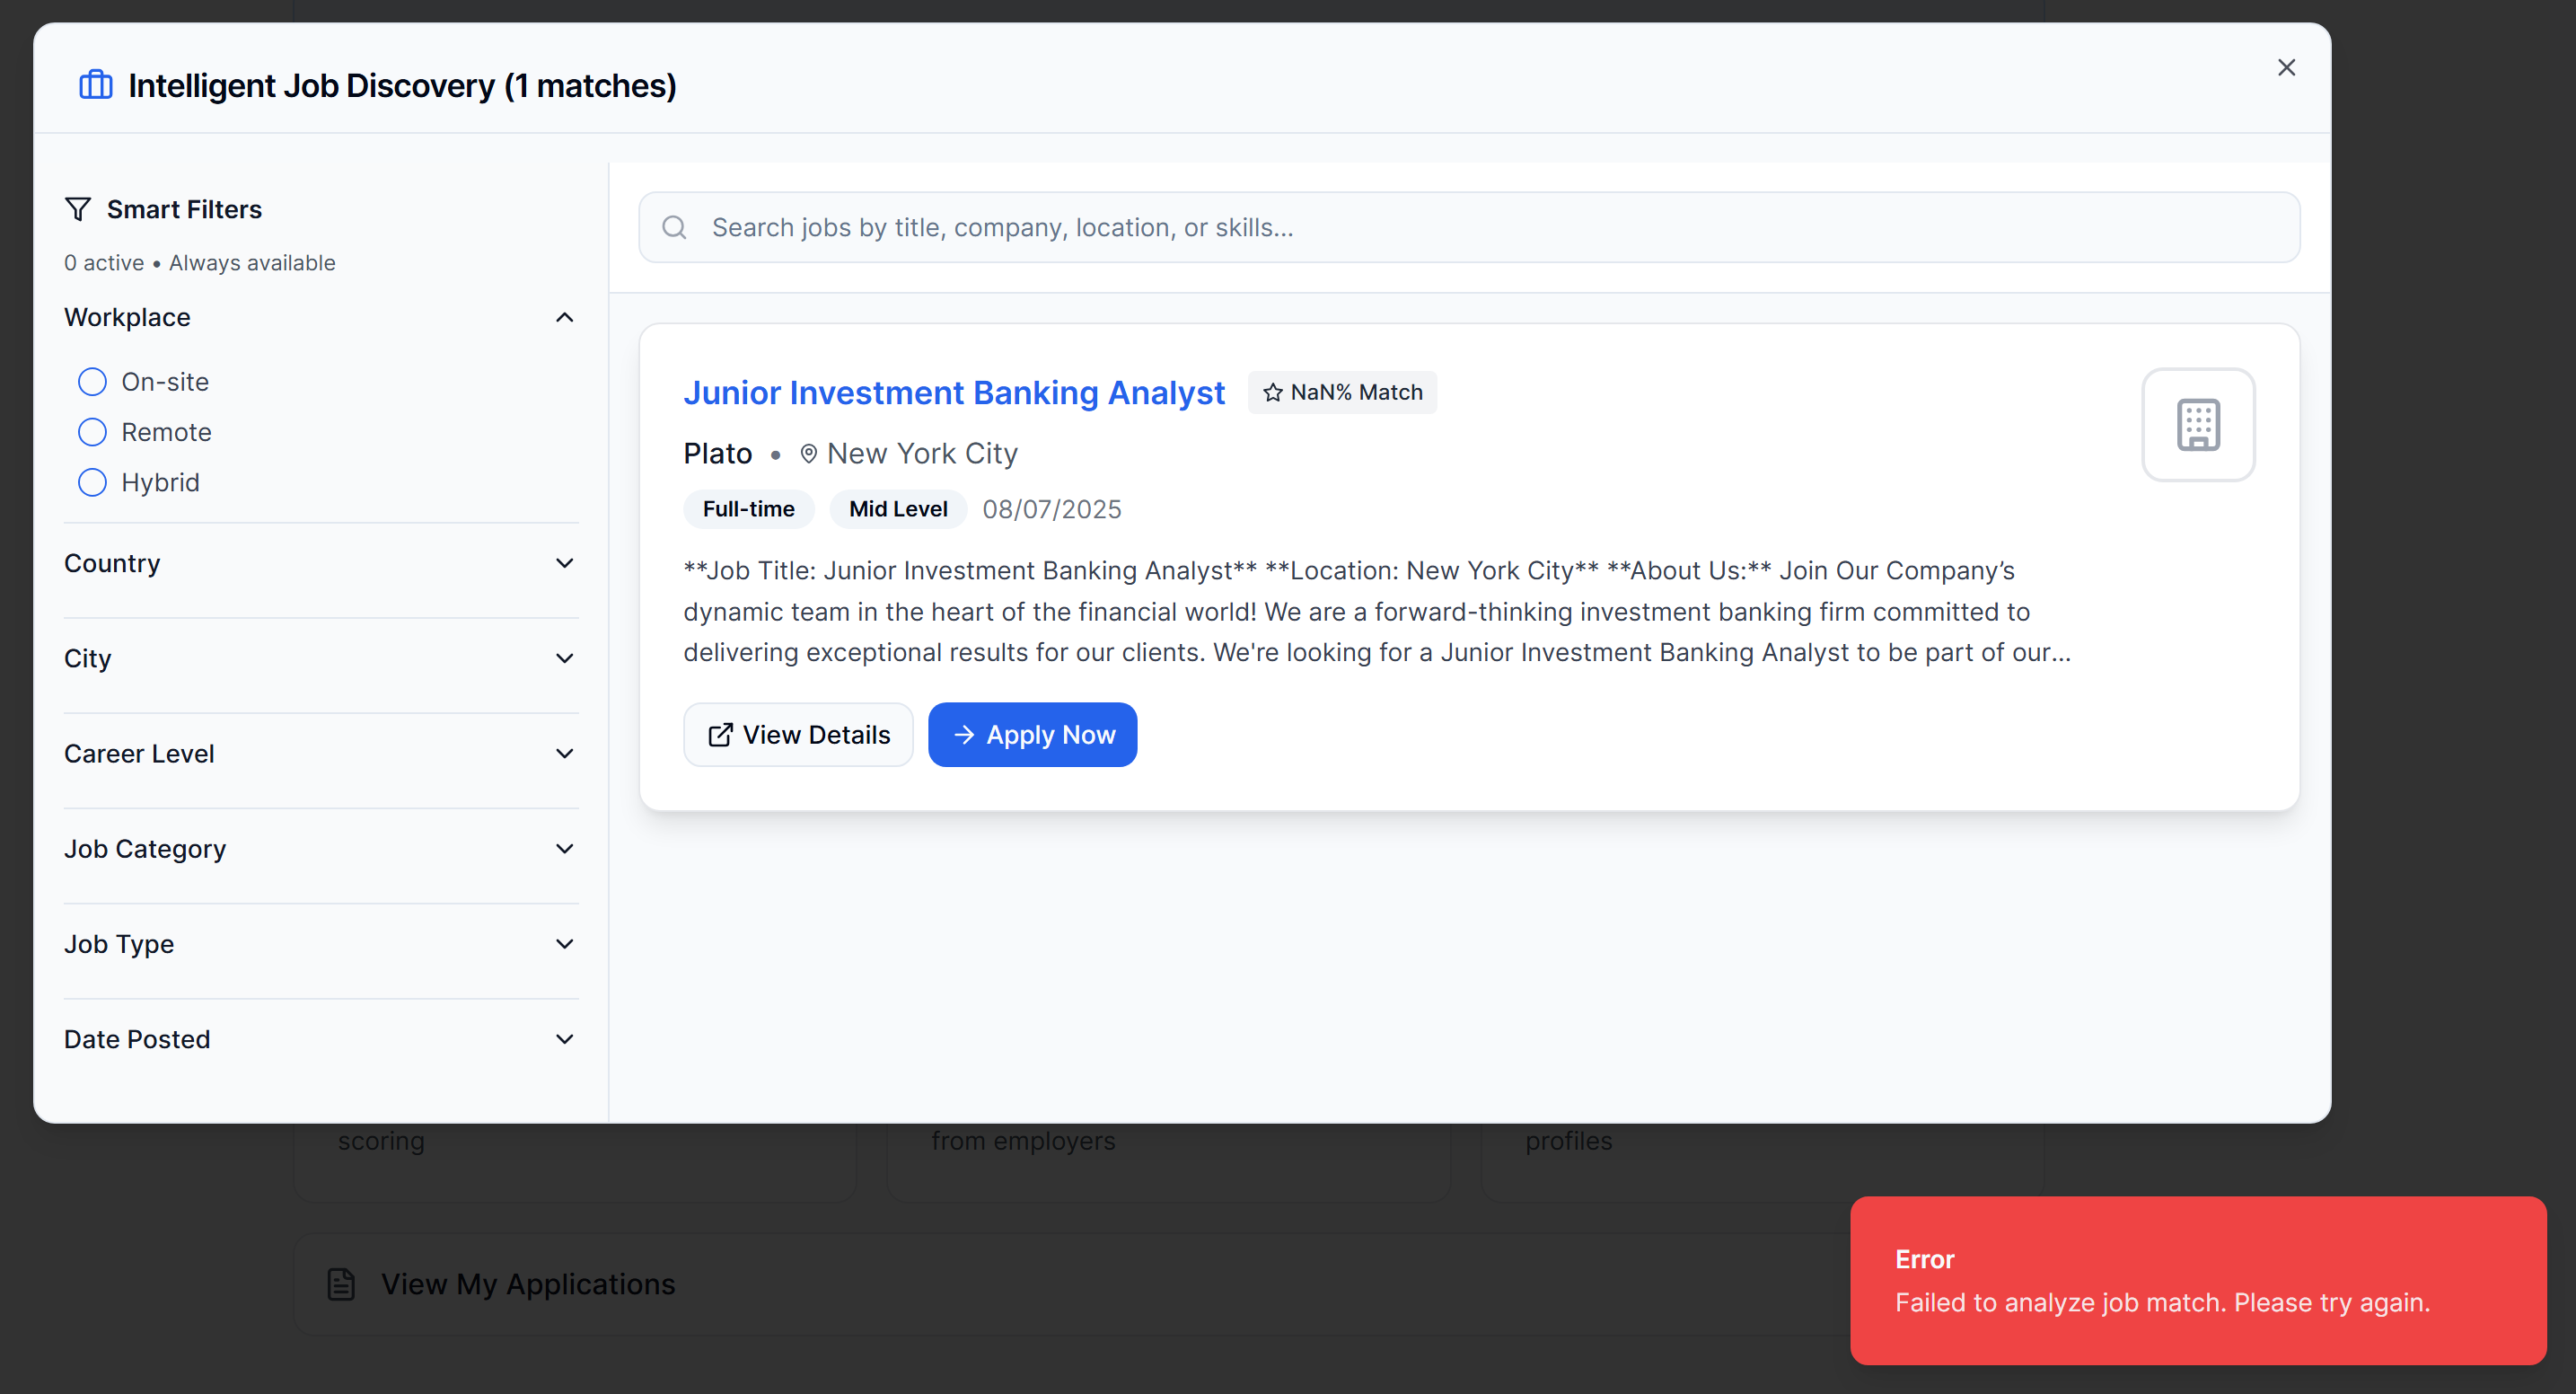 Intelligent Job Discovery (1 matches)
Smart Filters
0 active • Always available
Workplace
On-site
Remote
Hybrid
Country
City
Career Level
Job Category
Job Type
Date Posted
Search jobs by title, company, location, or skills...
Junior Investment Banking Analyst
NaN% Match
Plato • New York City
Full-time Mid Level 08/07/2025
**Job Title: Junior Investment Banking Analyst** **Location: New York City** **About Us:** Join Our Company’s
dynamic team in the heart of the financial world! We are a forward-thinking investment banking firm committed to
delivering exceptional results for our clients. We're looking for a Junior Investment Banking Analyst to be part of our...
View Details
Apply Now
scoring
from employers
profiles
View My Applications
Error
Failed to analyze job match. Please try again.